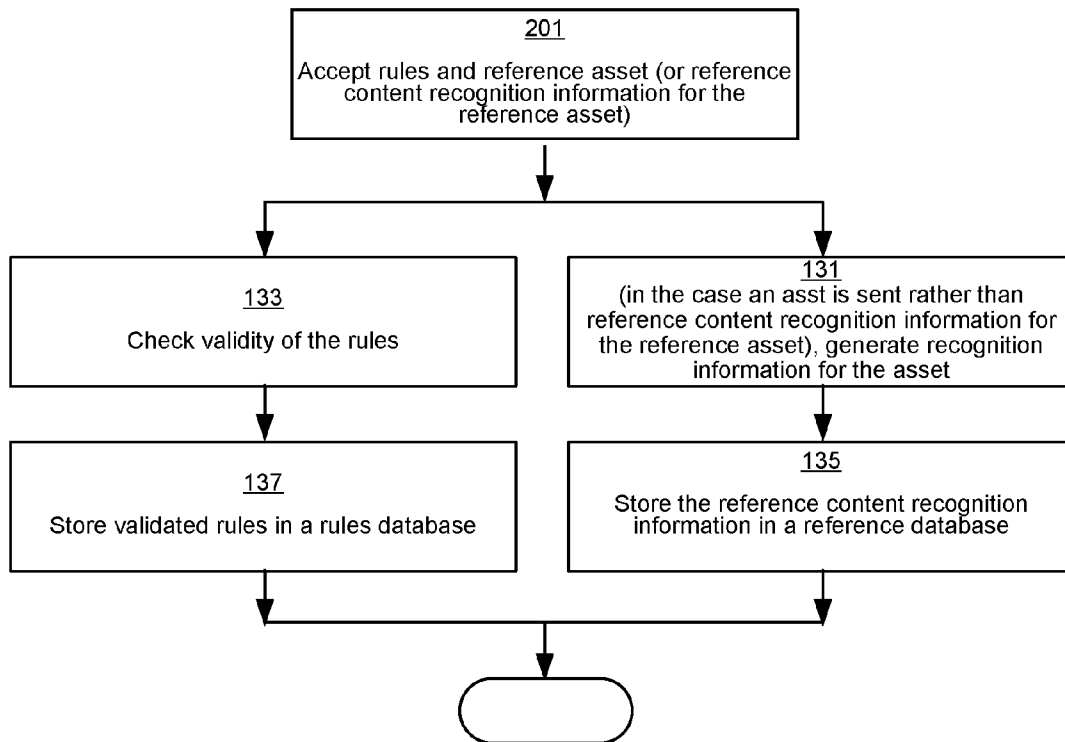 201
Accept rules and reference asset (or reference
content recognition information for the
reference asset)
133
Check validity of the rules
131
(in the case an asst is sent rather than
reference content recognition information for
the reference asset), generate recognition
information for the asset
137
Store validated rules in a rules database
135
Store the reference content recognition
information in a reference database